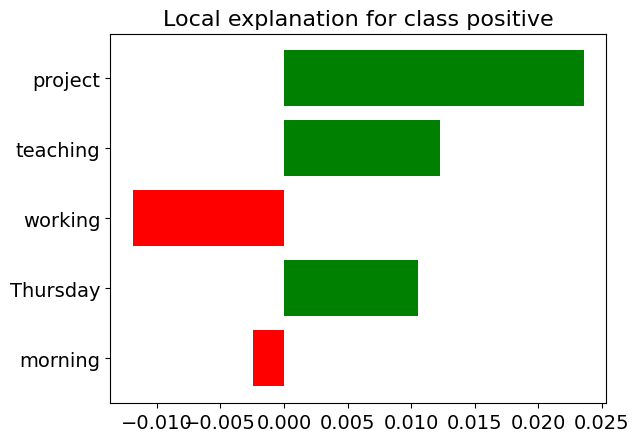 Local explanation for class positive
project
teaching
working
Thursday
morning
−0.010 −0.005 0.000 0.005 0.010 0.015 0.020 0.025